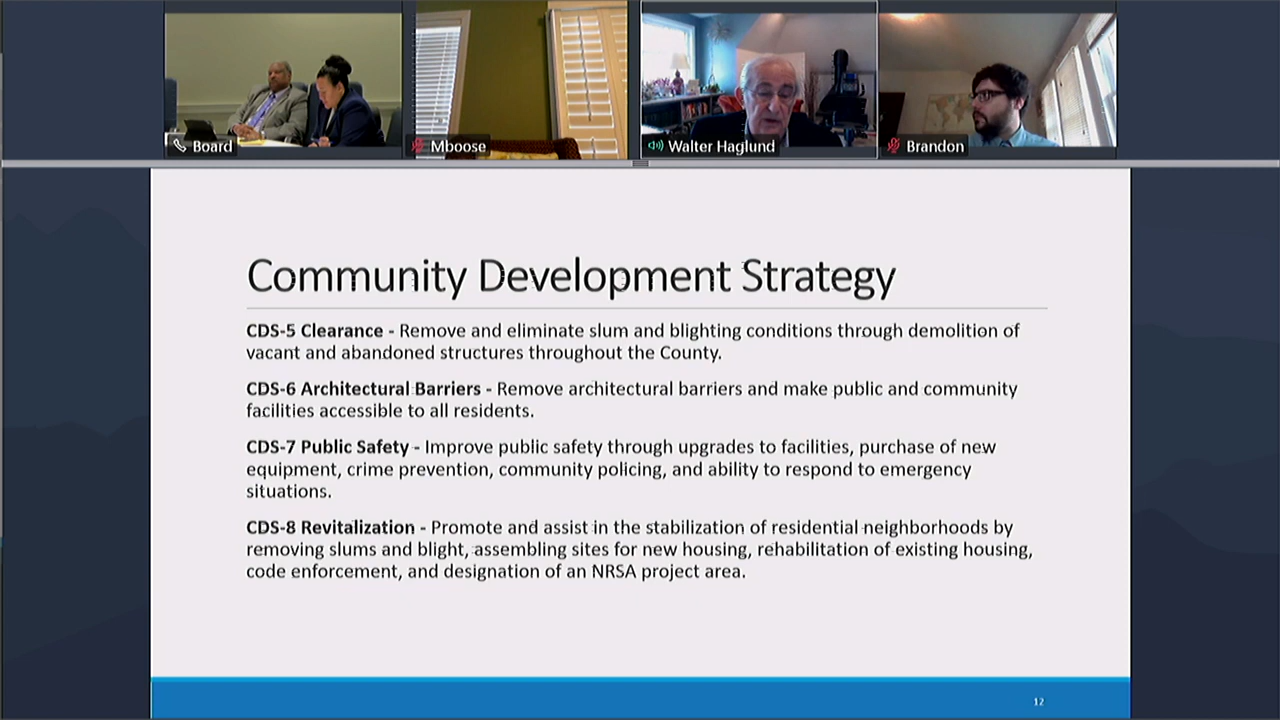 Board
Mboose
Walter Haglund
Brandon
Community Development Strategy
CDS-5 Clearance - Remove and eliminate slum and blighting conditions through demolition of
vacant and abandoned structures throughout the County.
CDS-6 Architectural Barriers - Remove architectural barriers and make public and community
facilities accessible to all residents.
CDS-7 Public Safety - Improve public safety through upgrades to facilities, purchase of new
equipment, crime prevention, community policing, and ability to respond to emergency
situations.
CDS-8 Revitalization - Promote and assist in the stabilization of residential neighborhoods by
removing slums and blight, assembling sites for new housing, rehabilitation of existing housing,
code enforcement, and designation of an NRSA project area.
12